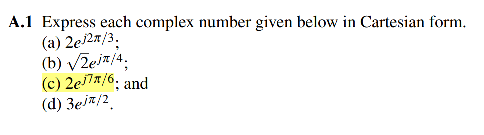 A.1 Express each complex number given below in Cartesian form.
(a) 2e^{j2π/3};
(b) √2e^{jπ/4};
(c) 2e^{j7π/6}; and
(d) 3e^{jπ/2}.